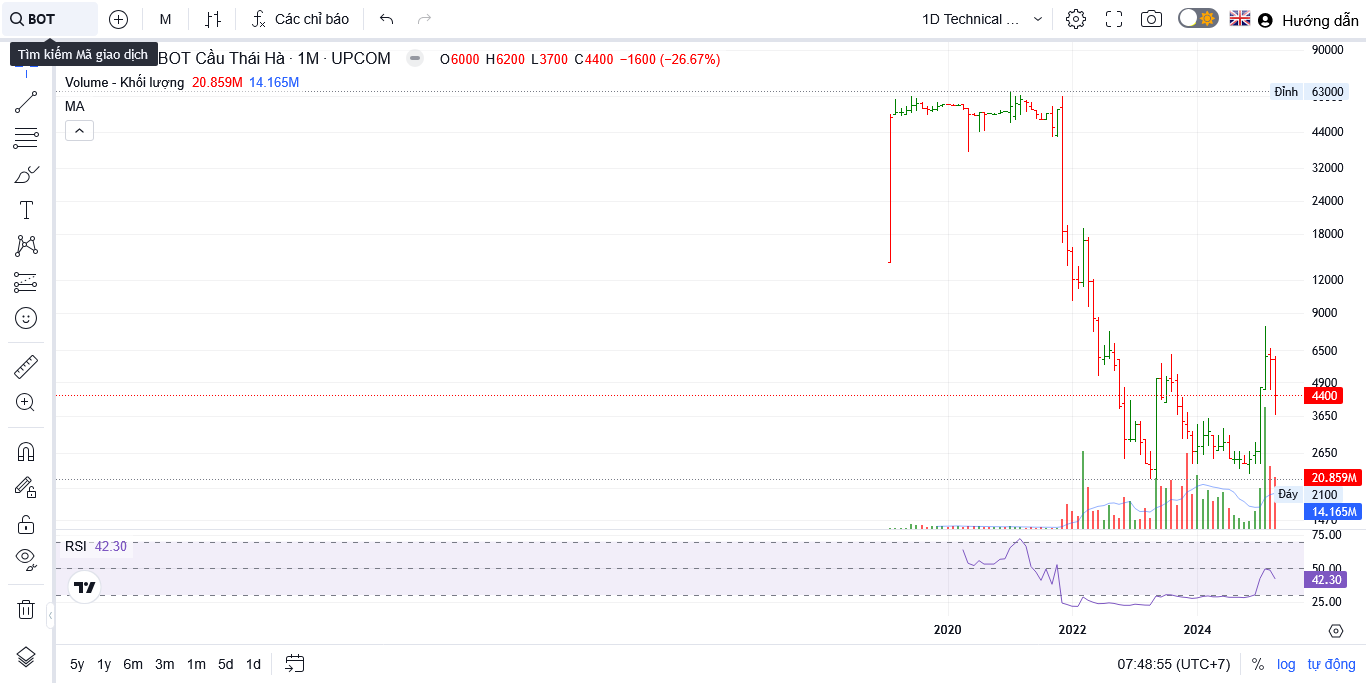 BOT
M
Các chỉ báo
1D Technical ...
Hướng dẫn
Tìm kiếm Mã giao dịch
BOT Cầu Thái Hà · 1M · UPCOM
O6000 H6200 L3700 C4400 −1600 (−26.67%)
Volume - Khối lượng 20.859M 14.165M
MA
90000
Đỉnh 63000
44000
32000
24000
18000
12000
9000
6500
4900
4400
3650
2650
20.859M
Đáy 2100
14.165M
1470
RSI 42.30
75.00
50.00
42.30
25.00
2020 2022 2024
5y 1y 6m 3m 1m 5d 1d
07:48:55 (UTC+7) % log tự động